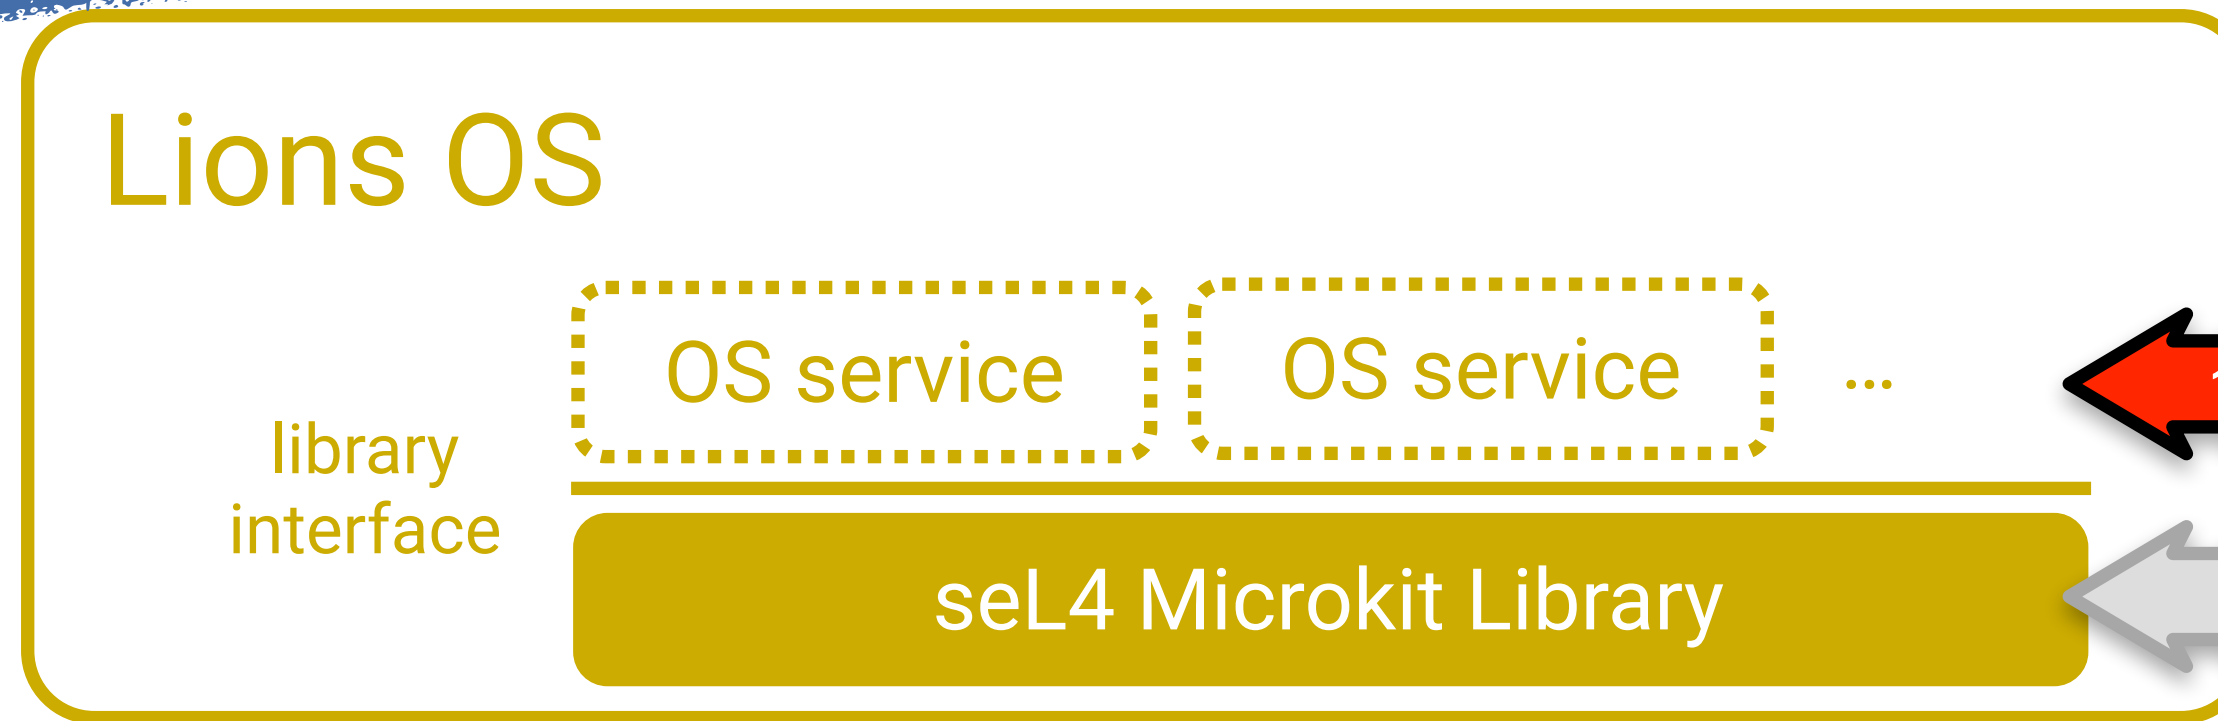 Lions OS
OS service
OS service
...
library
interface
seL4 Microkit Library